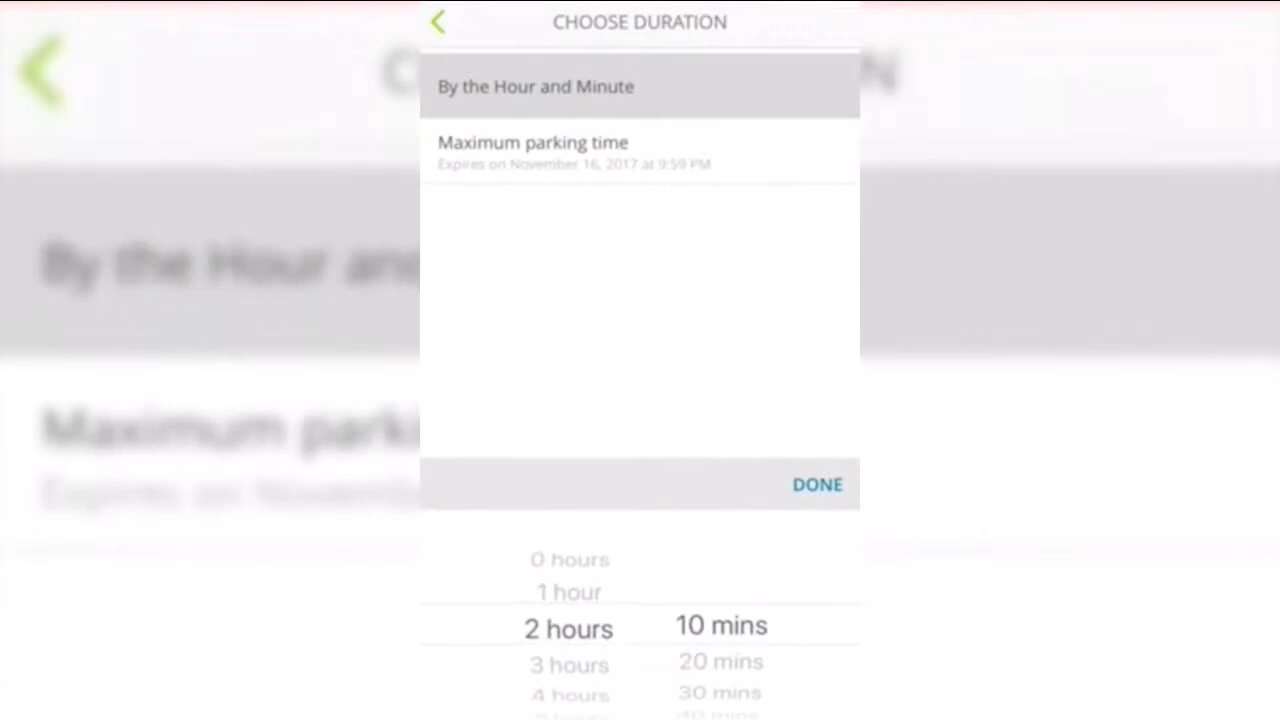 CHOOSE DURATION
By the Hour and Minute
Maximum parking time
Expires on November 16, 2017 at 9:59 PM
DONE
0 hours
1 hour
2 hours 10 mins
3 hours 20 mins
4 hours 30 mins